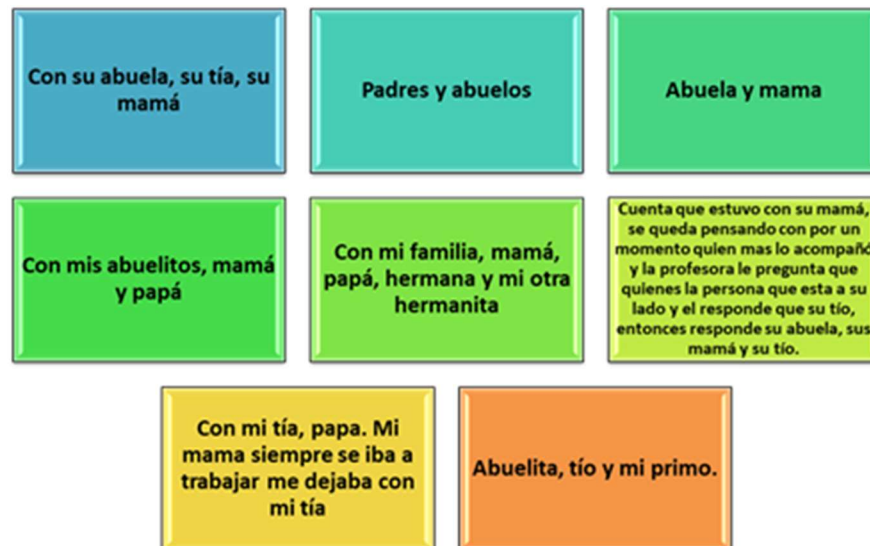 Con su abuela, su tía, su
mamá
Padres y abuelos
Abuela y mama
Con mis abuelitos, mamá
y papá
Con mi familia, mamá,
papá, hermana y mi otra
hermanita
Cuenta que estuvo con su mamá,
se queda pensando con por un
momento quien mas lo acompañó
y la profesora le pregunta que
quienes la persona que esta a su
lado y el responde que su tío,
entonces responde su abuela, sus
mamá y su tío.
Con mi tía, papa. Mi
mama siempre se iba a
trabajar me dejaba con
mi tía
Abuelita, tío y mi primo.